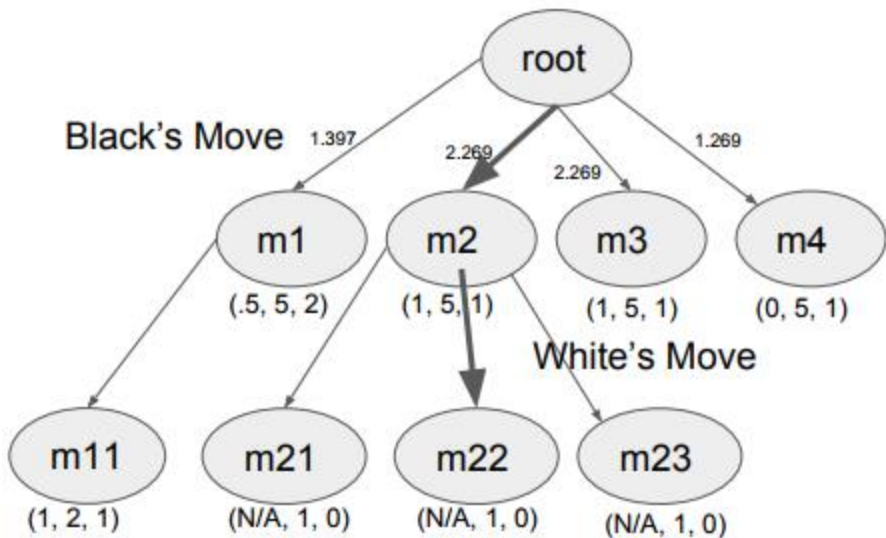 root
Black's Move
1.397
2.269
2.269
1.269
m1
m2
m3
m4
(.5, 5, 2)
(1, 5, 1)
(1, 5, 1)
(0, 5, 1)
White's Move
m11
m21
m22
m23
(1, 2, 1)
(N/A, 1, 0)
(N/A, 1, 0)
(N/A, 1, 0)